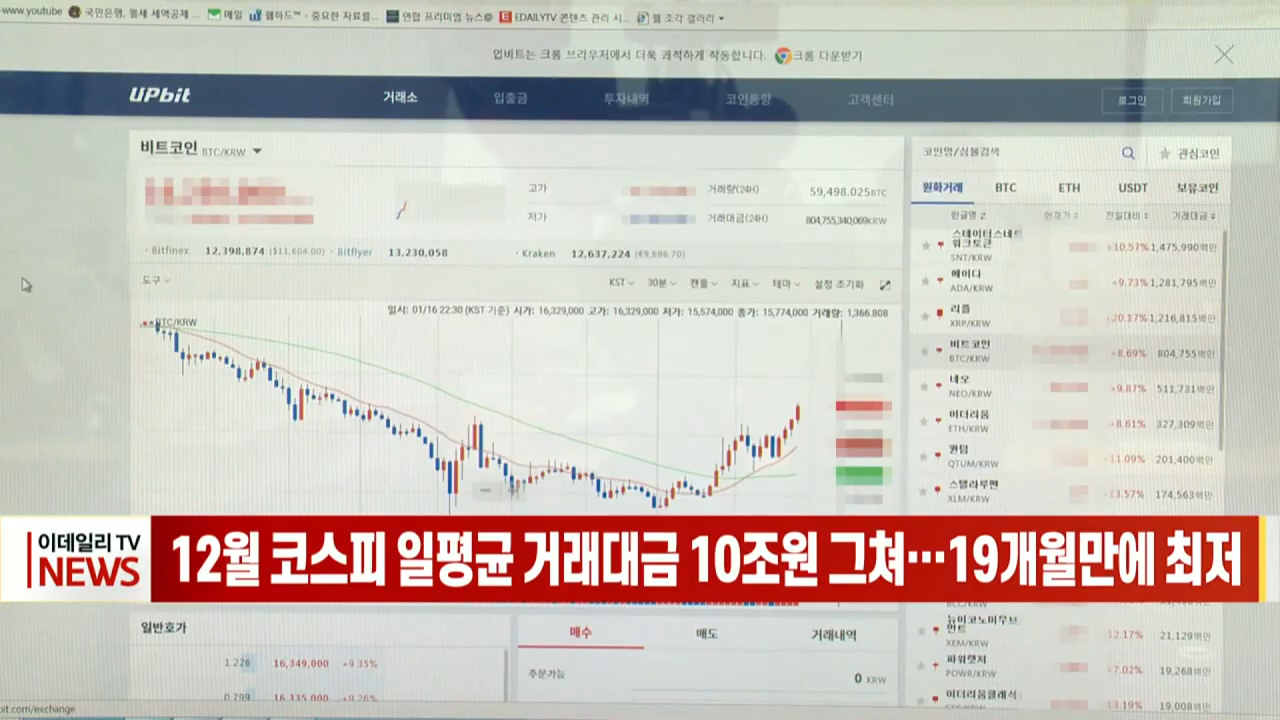 www.youtube 국민은행, 월세 세액공제 ... 메일 웹하드™ - 중요한 자료를... 연합 프리미엄 뉴스@ EDAILYTV 콘텐츠 관리 시... 웹 조각 갤러리
업비트는 크롬 브라우저에서 더욱 쾌적하게 작동합니다. 크롬 다운받기
UPbit 거래소 입출금 투자내역 코인동향 고객센터 로그인 회원가입
비트코인 BTC/KRW
고가 거래량(24H) 59,498.025BTC
저가 거래대금(24H) 804,755,340,069KRW
· Bitfinex 12,398,874 ($11,604.00) · Bitflyer 13,230,058 · Kraken 12,637,224 (€9,696.70)
도구 KST 30분 캔들 지표 테마 설정 초기화
일시: 01/16 22:30 (KST 기준) 시가: 16,329,000 고가: 16,329,000 저가: 15,574,000 종가: 15,774,000 거래량: 1,366.808
BTC/KRW
코인명/심볼검색 관심코인
원화거래 BTC ETH USDT 보유코인
한글명 현재가 전일대비 거래대금
스테이터스네트워크토큰 SNT/KRW +10.57% 1,475,990백만
에이다 ADA/KRW +9.73% 1,281,795백만
리플 XRP/KRW +20.17% 1,216,815백만
비트코인 BTC/KRW +8.69% 804,755백만
네오 NEO/KRW +9.87% 511,731백만
이더리움 ETH/KRW +8.61% 327,309백만
퀀텀 QTUM/KRW +11.09% 201,400백만
스텔라루멘 XLM/KRW +13.57% 174,563백만
이데일리 TV
NEWS
12월 코스피 일평균 거래대금 10조원 그쳐…19개월만에 최저
뉴이코노미무브먼트 XEM/KRW 12.17% 21,129백만
파워렛저 POWR/KRW +7.02% 19,268백만
이더리움클래식 13.19% 19,008백만
일반호가 매수 매도 거래내역
1.226 16,349,000 +9.35%
0.799 16,335,000 +9.26%
주문가능 0 KRW
bit.com/exchange